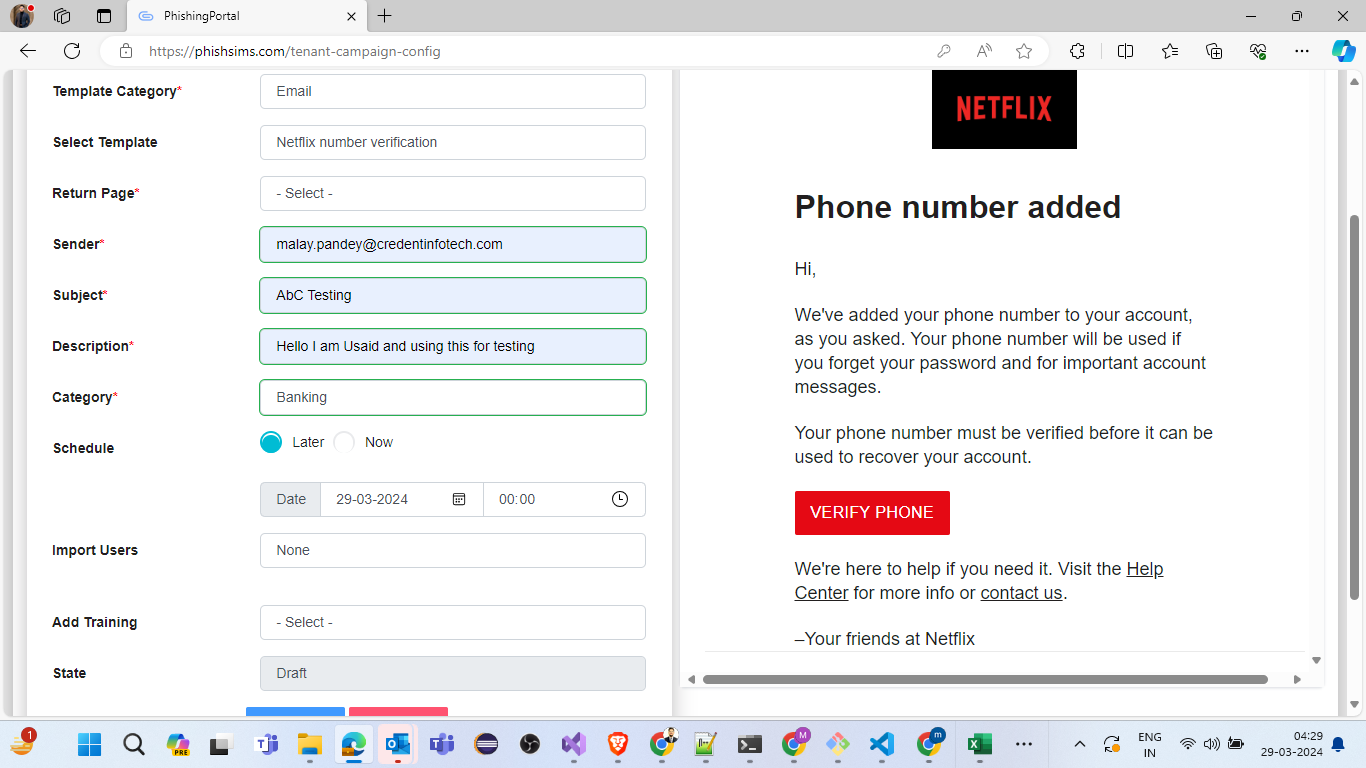 PhishingPortal
https://phishsims.com/tenant-campaign-config
Template Category*
Email
Select Template
Netflix number verification
Return Page*
- Select -
Sender*
malay.pandey@credentinfotech.com
Subject*
AbC Testing
Description*
Hello I am Usaid and using this for testing
Category*
Banking
Schedule
Later
Now
Date
29-03-2024
00:00
Import Users
None
Add Training
- Select -
State
Draft
NETFLIX
Phone number added
Hi,
We've added your phone number to your account,
as you asked. Your phone number will be used if
you forget your password and for important account
messages.
Your phone number must be verified before it can be
used to recover your account.
VERIFY PHONE
We're here to help if you need it. Visit the Help
Center for more info or contact us.
–Your friends at Netflix
1
PRE
M
m
ENG
IN
04:29
29-03-2024